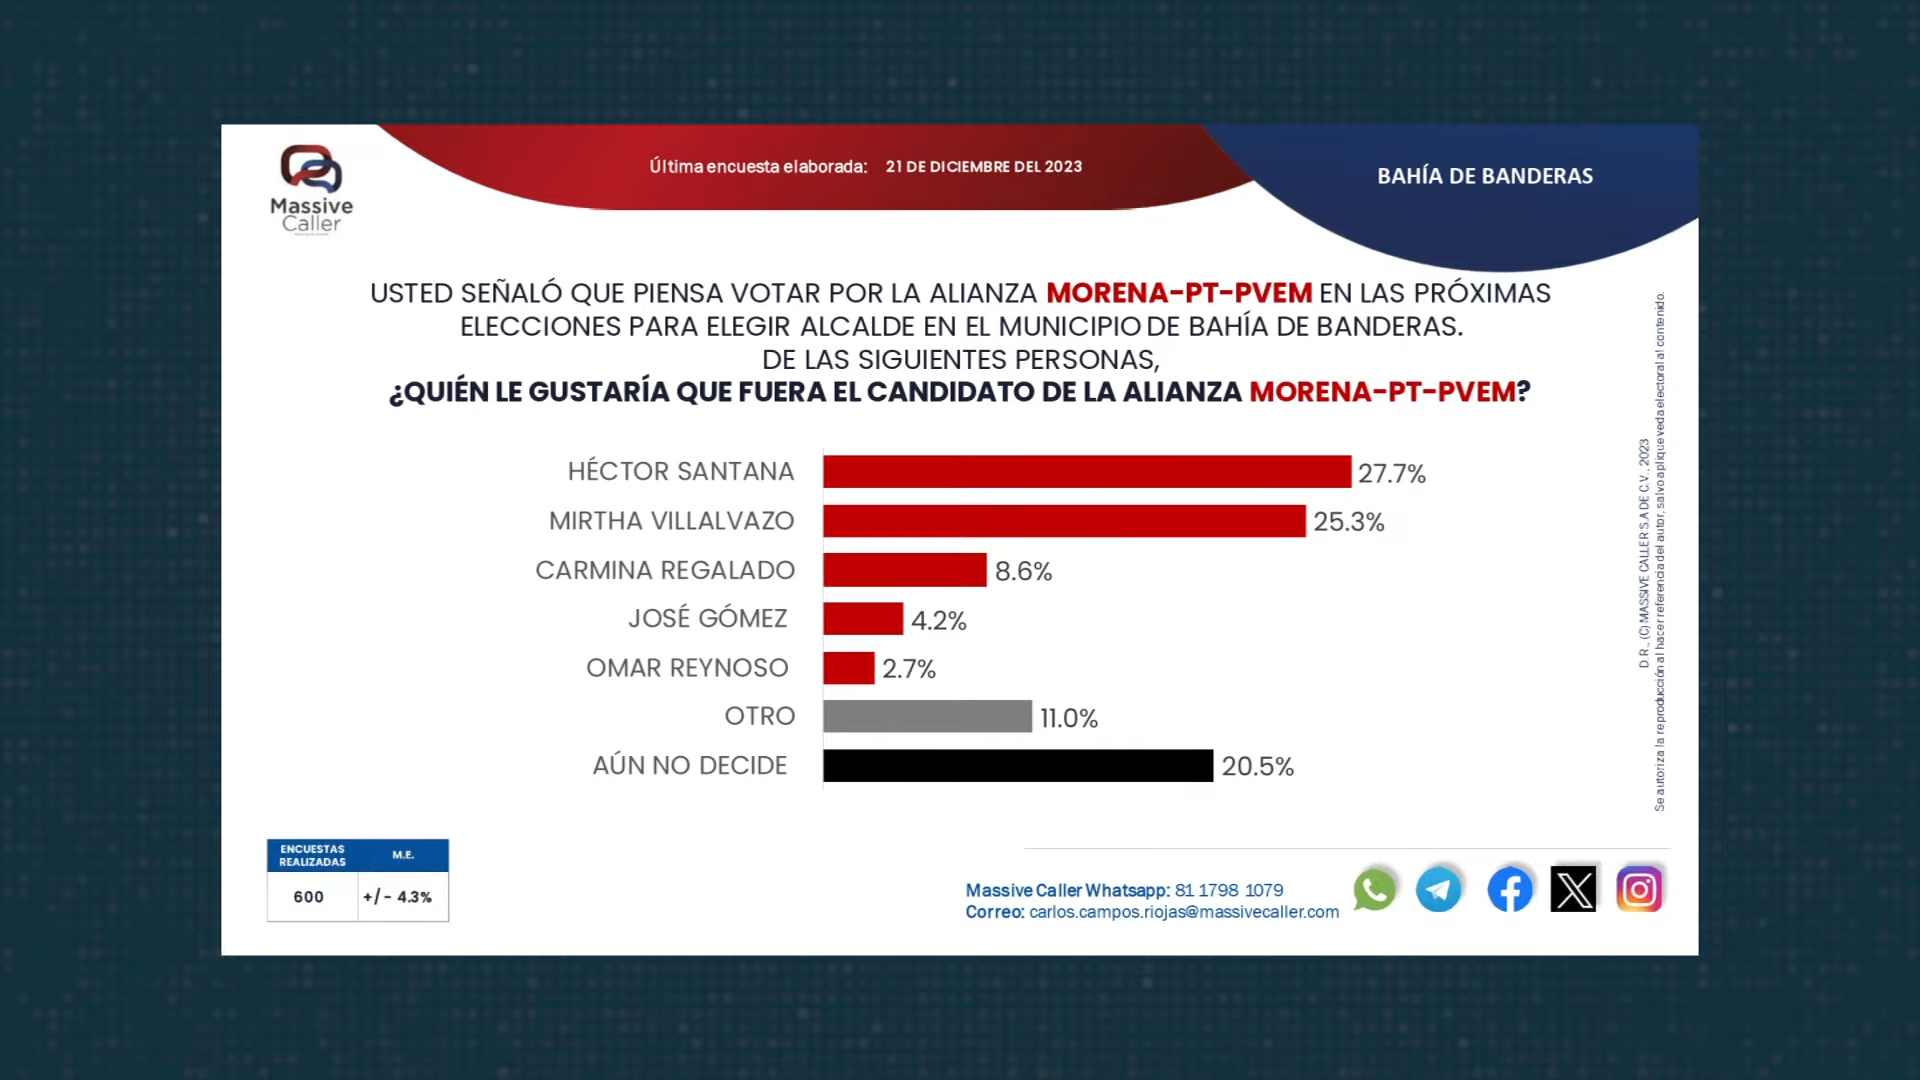 Massive
Caller
Última encuesta elaborada: 21 DE DICIEMBRE DEL 2023
BAHÍA DE BANDERAS
USTED SEÑALÓ QUE PIENSA VOTAR POR LA ALIANZA MORENA-PT-PVEM EN LAS PRÓXIMAS
ELECCIONES PARA ELEGIR ALCALDE EN EL MUNICIPIO DE BAHÍA DE BANDERAS.
DE LAS SIGUIENTES PERSONAS,
¿QUIÉN LE GUSTARÍA QUE FUERA EL CANDIDATO DE LA ALIANZA MORENA-PT-PVEM?
HÉCTOR SANTANA 27.7%
MIRTHA VILLALVAZO 25.3%
CARMINA REGALADO 8.6%
JOSÉ GÓMEZ 4.2%
OMAR REYNOSO 2.7%
OTRO 11.0%
AÚN NO DECIDE 20.5%
D.R., (C) MASSIVE CALLER S.A DE C.V., 2023
Se autoriza la reproducción al hacer referencia del autor, salvo aplique veda electoral al contenido.
ENCUESTAS REALIZADAS M.E.
600 +/- 4.3%
Massive Caller Whatsapp: 81 1798 1079
Correo: carlos.campos.riojas@massivecaller.com